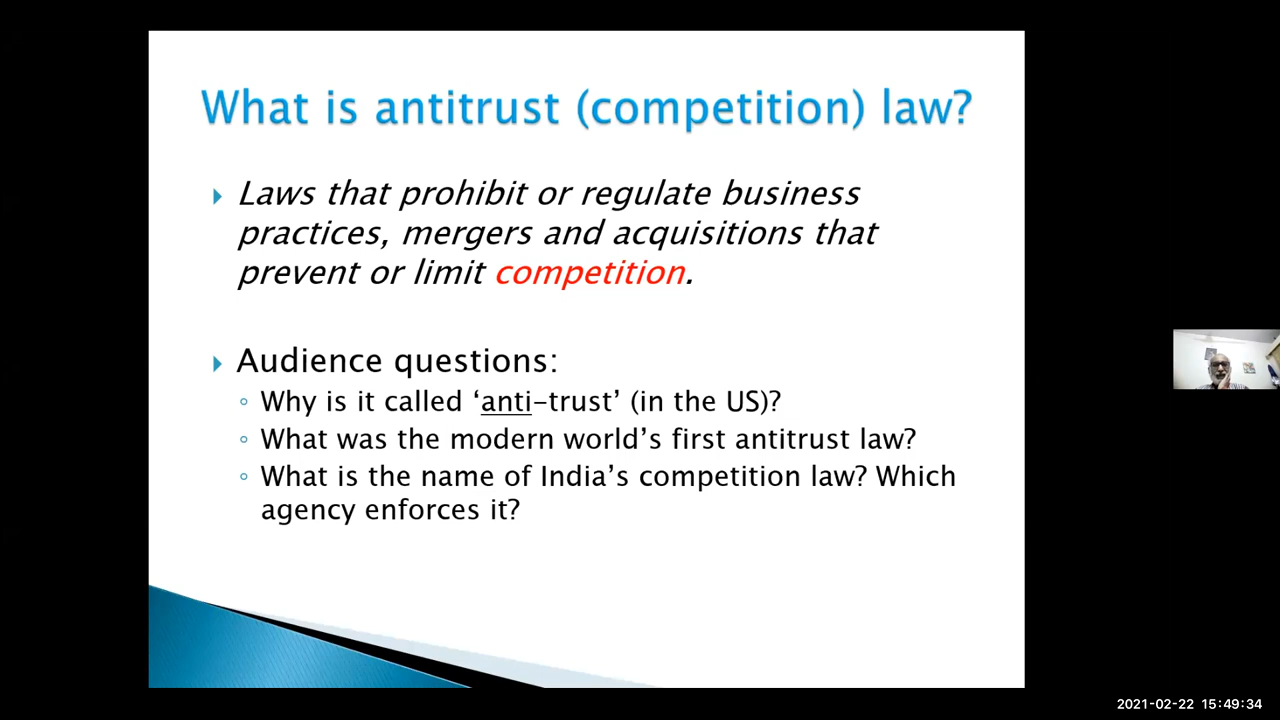 What is antitrust (competition) law?
Laws that prohibit or regulate business
practices, mergers and acquisitions that
prevent or limit competition.
Audience questions:
Why is it called ‘anti-trust’ (in the US)?
What was the modern world’s first antitrust law?
What is the name of India’s competition law? Which
agency enforces it?
2021-02-22 15:49:34